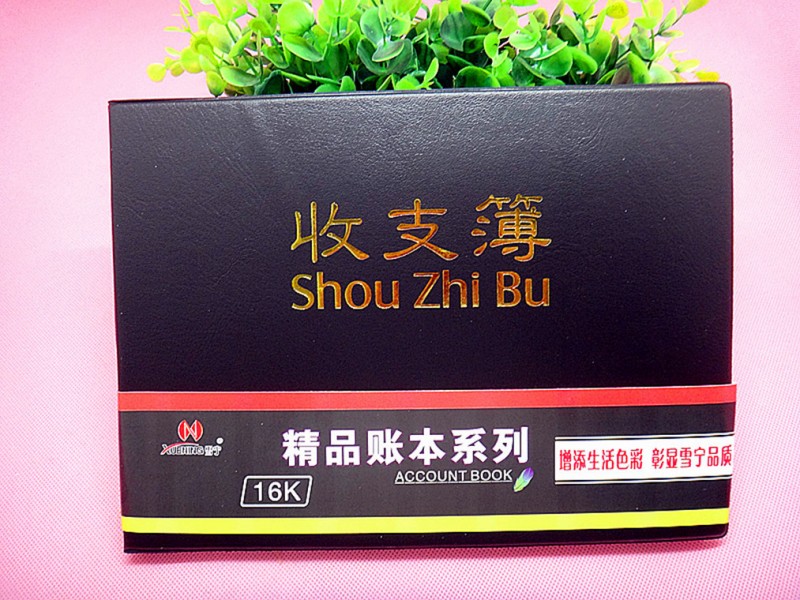 收支簿
Shou Zhi Bu
XUENING雪宁®
精品账本系列
ACCOUNT BOOK
16K
增添生活色彩 彰显雪宁品质